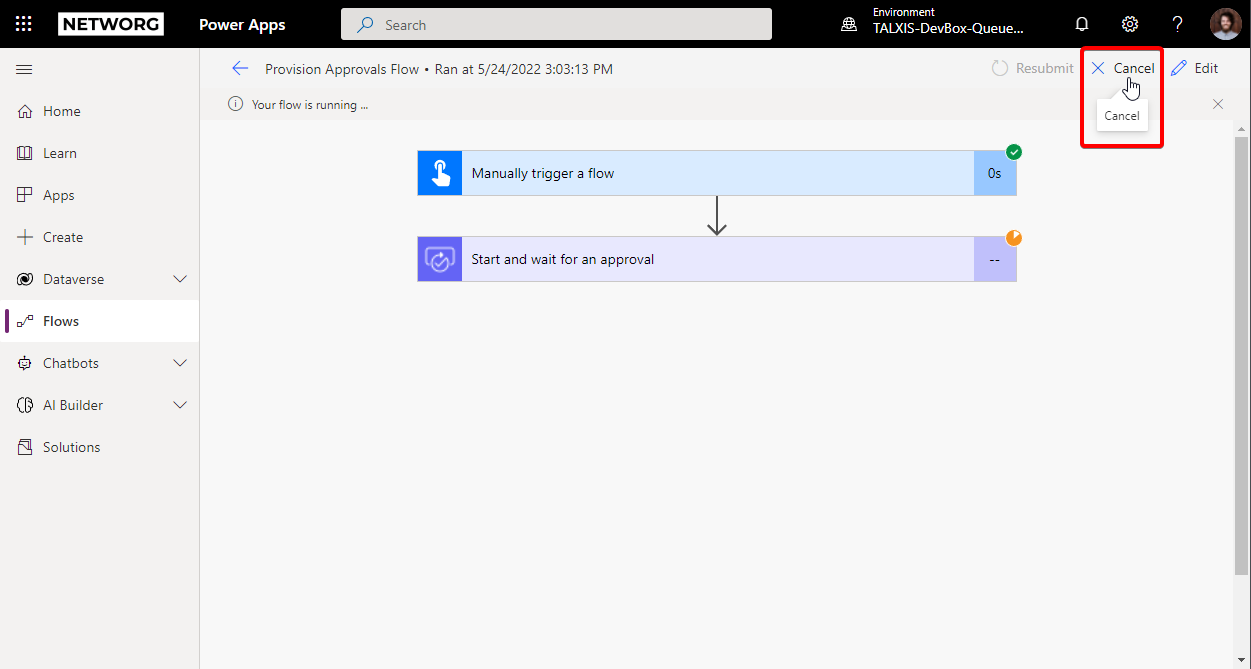 NETWORG
Power Apps
Search
Environment
TALXIS-DevBox-Queue...
?
Provision Approvals Flow • Ran at 5/24/2022 3:03:13 PM
Resubmit
Cancel
Edit
Your flow is running ...
Cancel
Home
Learn
Apps
Create
Dataverse
Flows
Chatbots
AI Builder
Solutions
Manually trigger a flow
0s
Start and wait for an approval
--